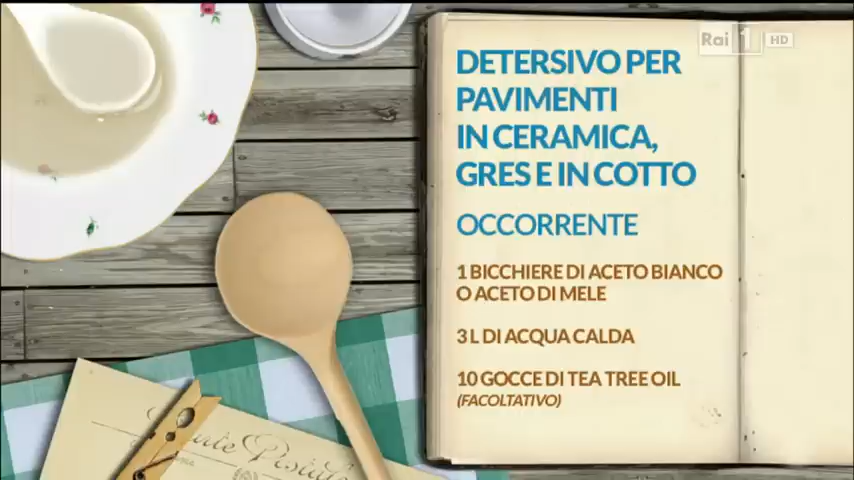 Rai 1 HD
DETERSIVO PER
PAVIMENTI
IN CERAMICA,
GRES E IN COTTO
OCCORRENTE
1 BICCHIERE DI ACETO BIANCO
O ACETO DI MELE
3 L DI ACQUA CALDA
10 GOCCE DI TEA TREE OIL
(FACOLTATIVO)